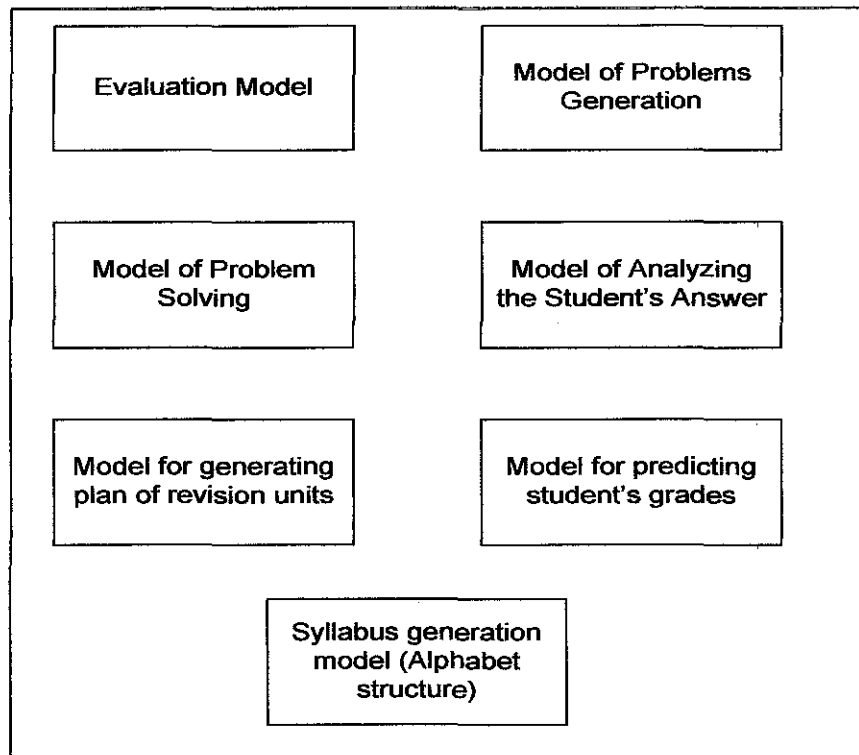 Evaluation Model
Model of Problems
Generation
Model of Problem
Solving
Model of Analyzing
the Student's Answer
Model for generating
plan of revision units
Model for predicting
student's grades
Syllabus generation
model (Alphabet
structure)